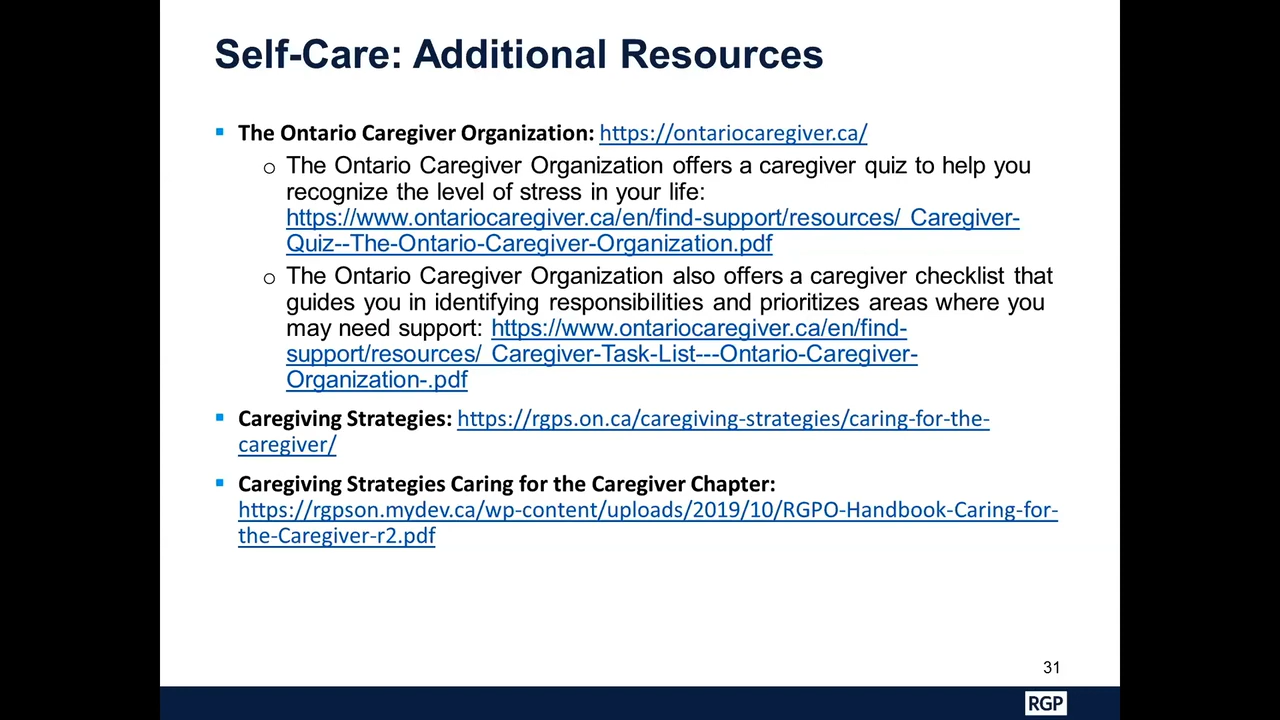 Self-Care: Additional Resources
▪ The Ontario Caregiver Organization: https://ontariocaregiver.ca/
o The Ontario Caregiver Organization offers a caregiver quiz to help you
recognize the level of stress in your life:
https://www.ontariocaregiver.ca/en/find-support/resources/ Caregiver-
Quiz--The-Ontario-Caregiver-Organization.pdf
o The Ontario Caregiver Organization also offers a caregiver checklist that
guides you in identifying responsibilities and prioritizes areas where you
may need support: https://www.ontariocaregiver.ca/en/find-
support/resources/ Caregiver-Task-List---Ontario-Caregiver-
Organization-.pdf
▪ Caregiving Strategies: https://rgps.on.ca/caregiving-strategies/caring-for-the-
caregiver/
▪ Caregiving Strategies Caring for the Caregiver Chapter:
https://rgpson.mydev.ca/wp-content/uploads/2019/10/RGPO-Handbook-Caring-for-
the-Caregiver-r2.pdf
31
RGP